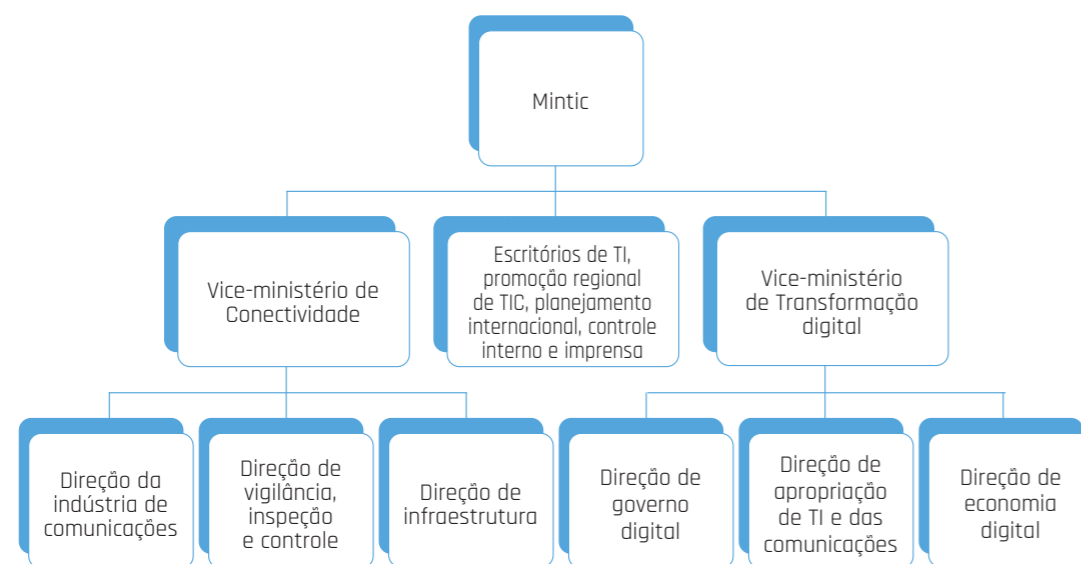 Mintic
Vice-ministério de
Conectividade
Escritórios de TI,
promoção regional
de TIC, planejamento
internacional, controle
interno e imprensa
Vice-ministério
de Transformação
digital
Direção da
indústria de
comunicações
Direção de
vigilância,
inspeção
e controle
Direção de
infraestrutura
Direção de
governo
digital
Direção de
apropriação
de TI e das
comunicações
Direção de
economia
digital